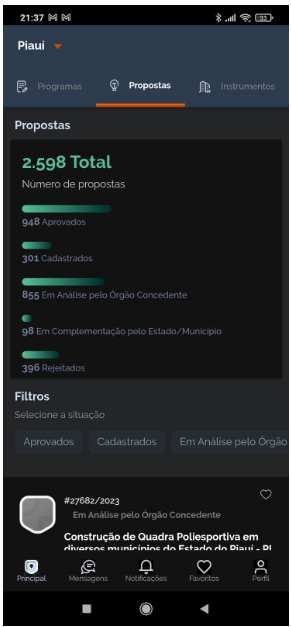 21:37
Piauí
Programas
Propostas
Instrumentos
Propostas
2.598 Total
Número de propostas
948 Aprovados
301 Cadastrados
855 Em Análise pelo Órgão Concedente
98 Em Complementação pelo Estado/Município
396 Rejeitados
Filtros
Selecione a situação
Aprovados
Cadastrados
Em Análise pelo Órgão
#27682/2023
Em Análise pelo Órgão Concedente
Construção de Quadra Poliesportiva em
diversos municípios do Estado do Piauí - PI
Principal
Mensagens
Notificações
Favoritos
Perfil